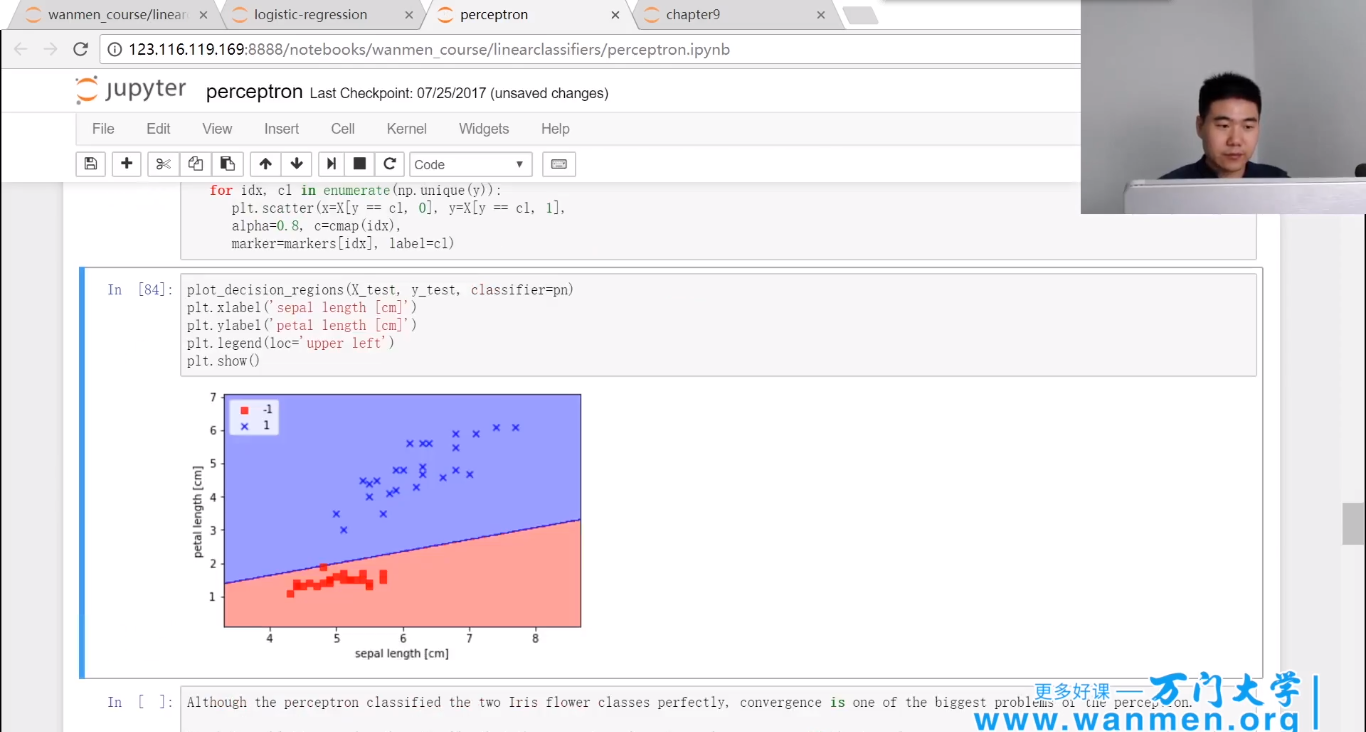 wanmen_course/linear
logistic-regression
perceptron
chapter9
123.116.119.169:8888/notebooks/wanmen_course/linearclassifiers/perceptron.ipynb
jupyter perceptron Last Checkpoint: 07/25/2017 (unsaved changes)
File Edit View Insert Cell Kernel Widgets Help
Code
for idx, cl in enumerate(np.unique(y)):
plt.scatter(x=X[y == cl, 0], y=X[y == cl, 1],
alpha=0.8, c=cmap(idx),
marker=markers[idx], label=cl)
In [84]:
plot_decision_regions(X_test, y_test, classifier=pn)
plt.xlabel('sepal length [cm]')
plt.ylabel('petal length [cm]')
plt.legend(loc='upper left')
plt.show()
-1
1
7
6
5
4
3
2
1
petal length [cm]
4 5 6 7 8
sepal length [cm]
In [ ]:
Although the perceptron classified the two Iris flower classes perfectly, convergence is one of the biggest problems of the perceptron.
更多好课 — 万门大学
www.wanmen.org